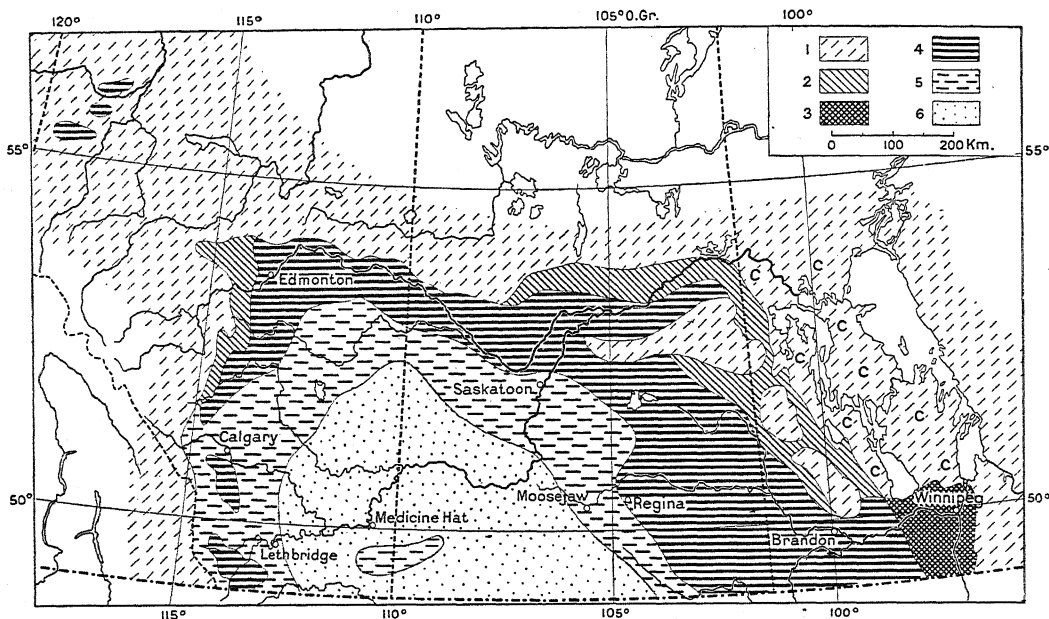 120° 115° 110° 105° O.Gr. 100°
1 4
2 5
3 6
0 100 200 Km.
55° 55°
C C
Edmonton
C
C C
Saskatoon
C C
Calgary
C C
50° Moosejaw Regina Winnipeg 50°
Medicine Hat
Brandon
Lethbridge
115° 110° 105° 100°